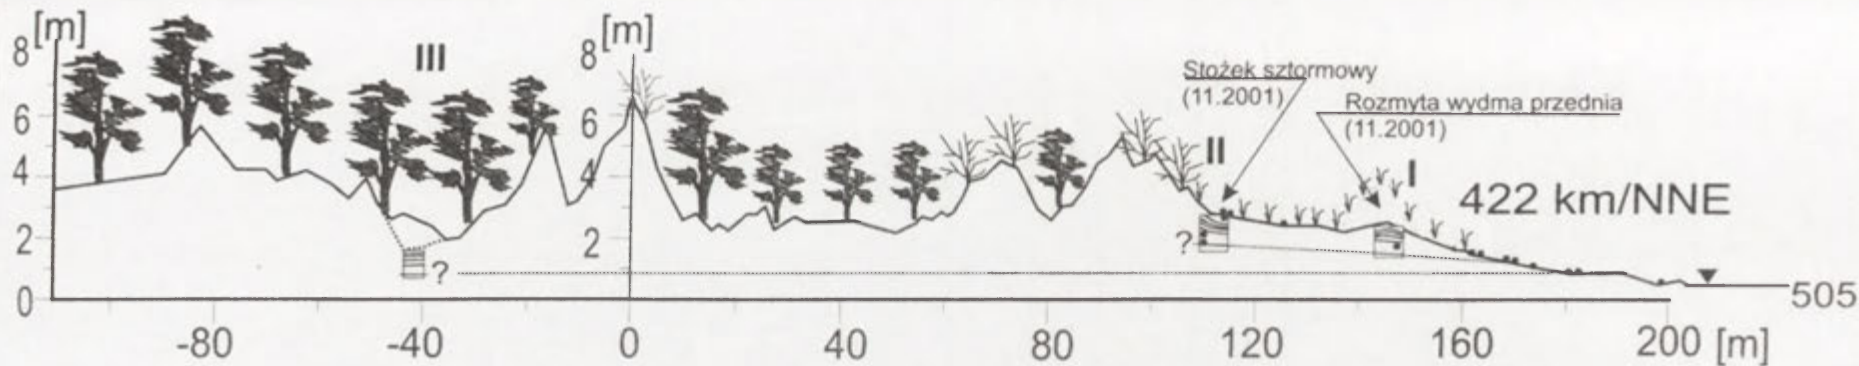 [m]
8
6
4
2
0
III
[m]
8
6
4
2
Stożek sztormowy
(11.2001)
Rozmyta wydma przednia
(11.2001)
II
I
422 km/NNE
?
?
505
-80
-40
0
40
80
120
160
200 [m]